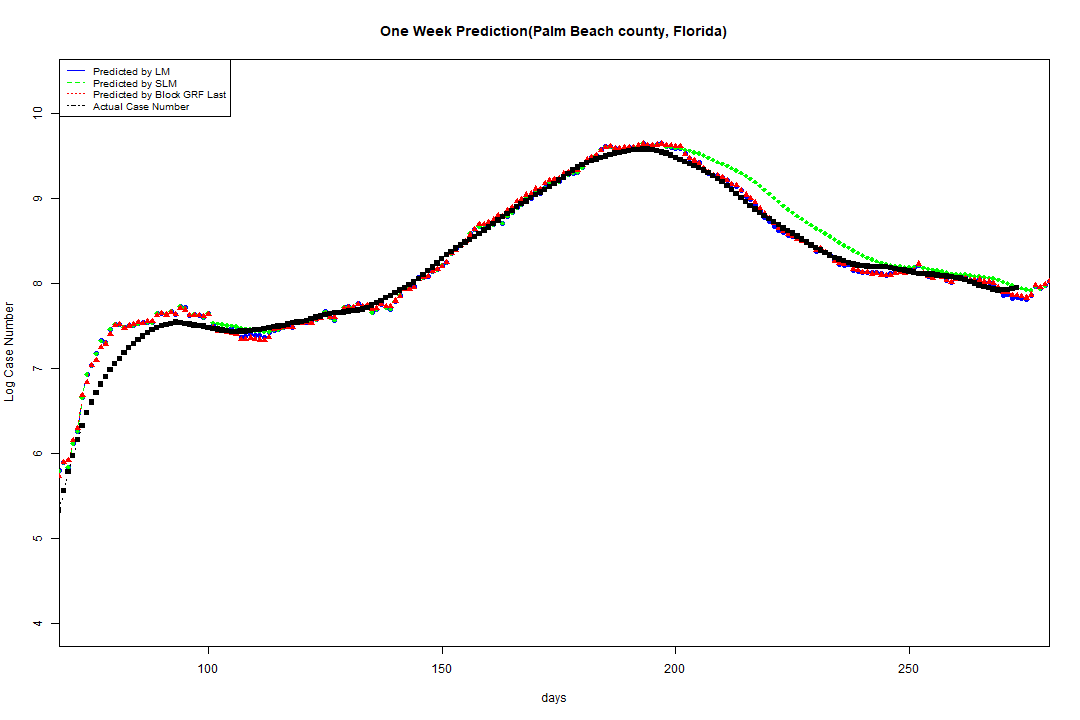 One Week Prediction(Palm Beach county, Florida)
Predicted by LM
Predicted by SLM
Predicted by Block GRF Last
Actual Case Number
10
9
8
7
6
5
4
Log Case Number
100 150 200 250
days